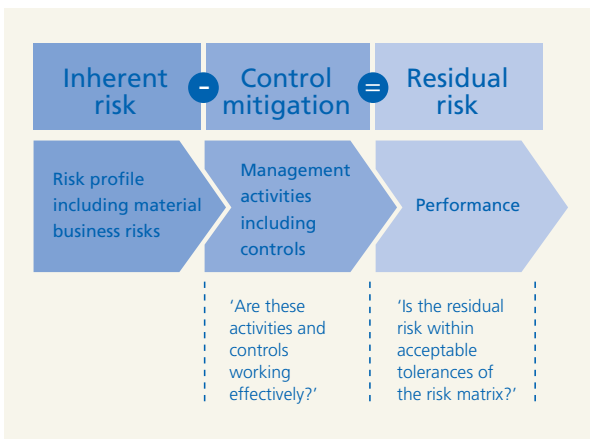 Inherent
risk
-
Control
mitigation
=
Residual
risk
Risk profile
including material
business risks
Management
activities
including
controls
Performance
‘Are these
activities and
controls
working
effectively?’
‘Is the residual
risk within
acceptable
tolerances of
the risk matrix?’